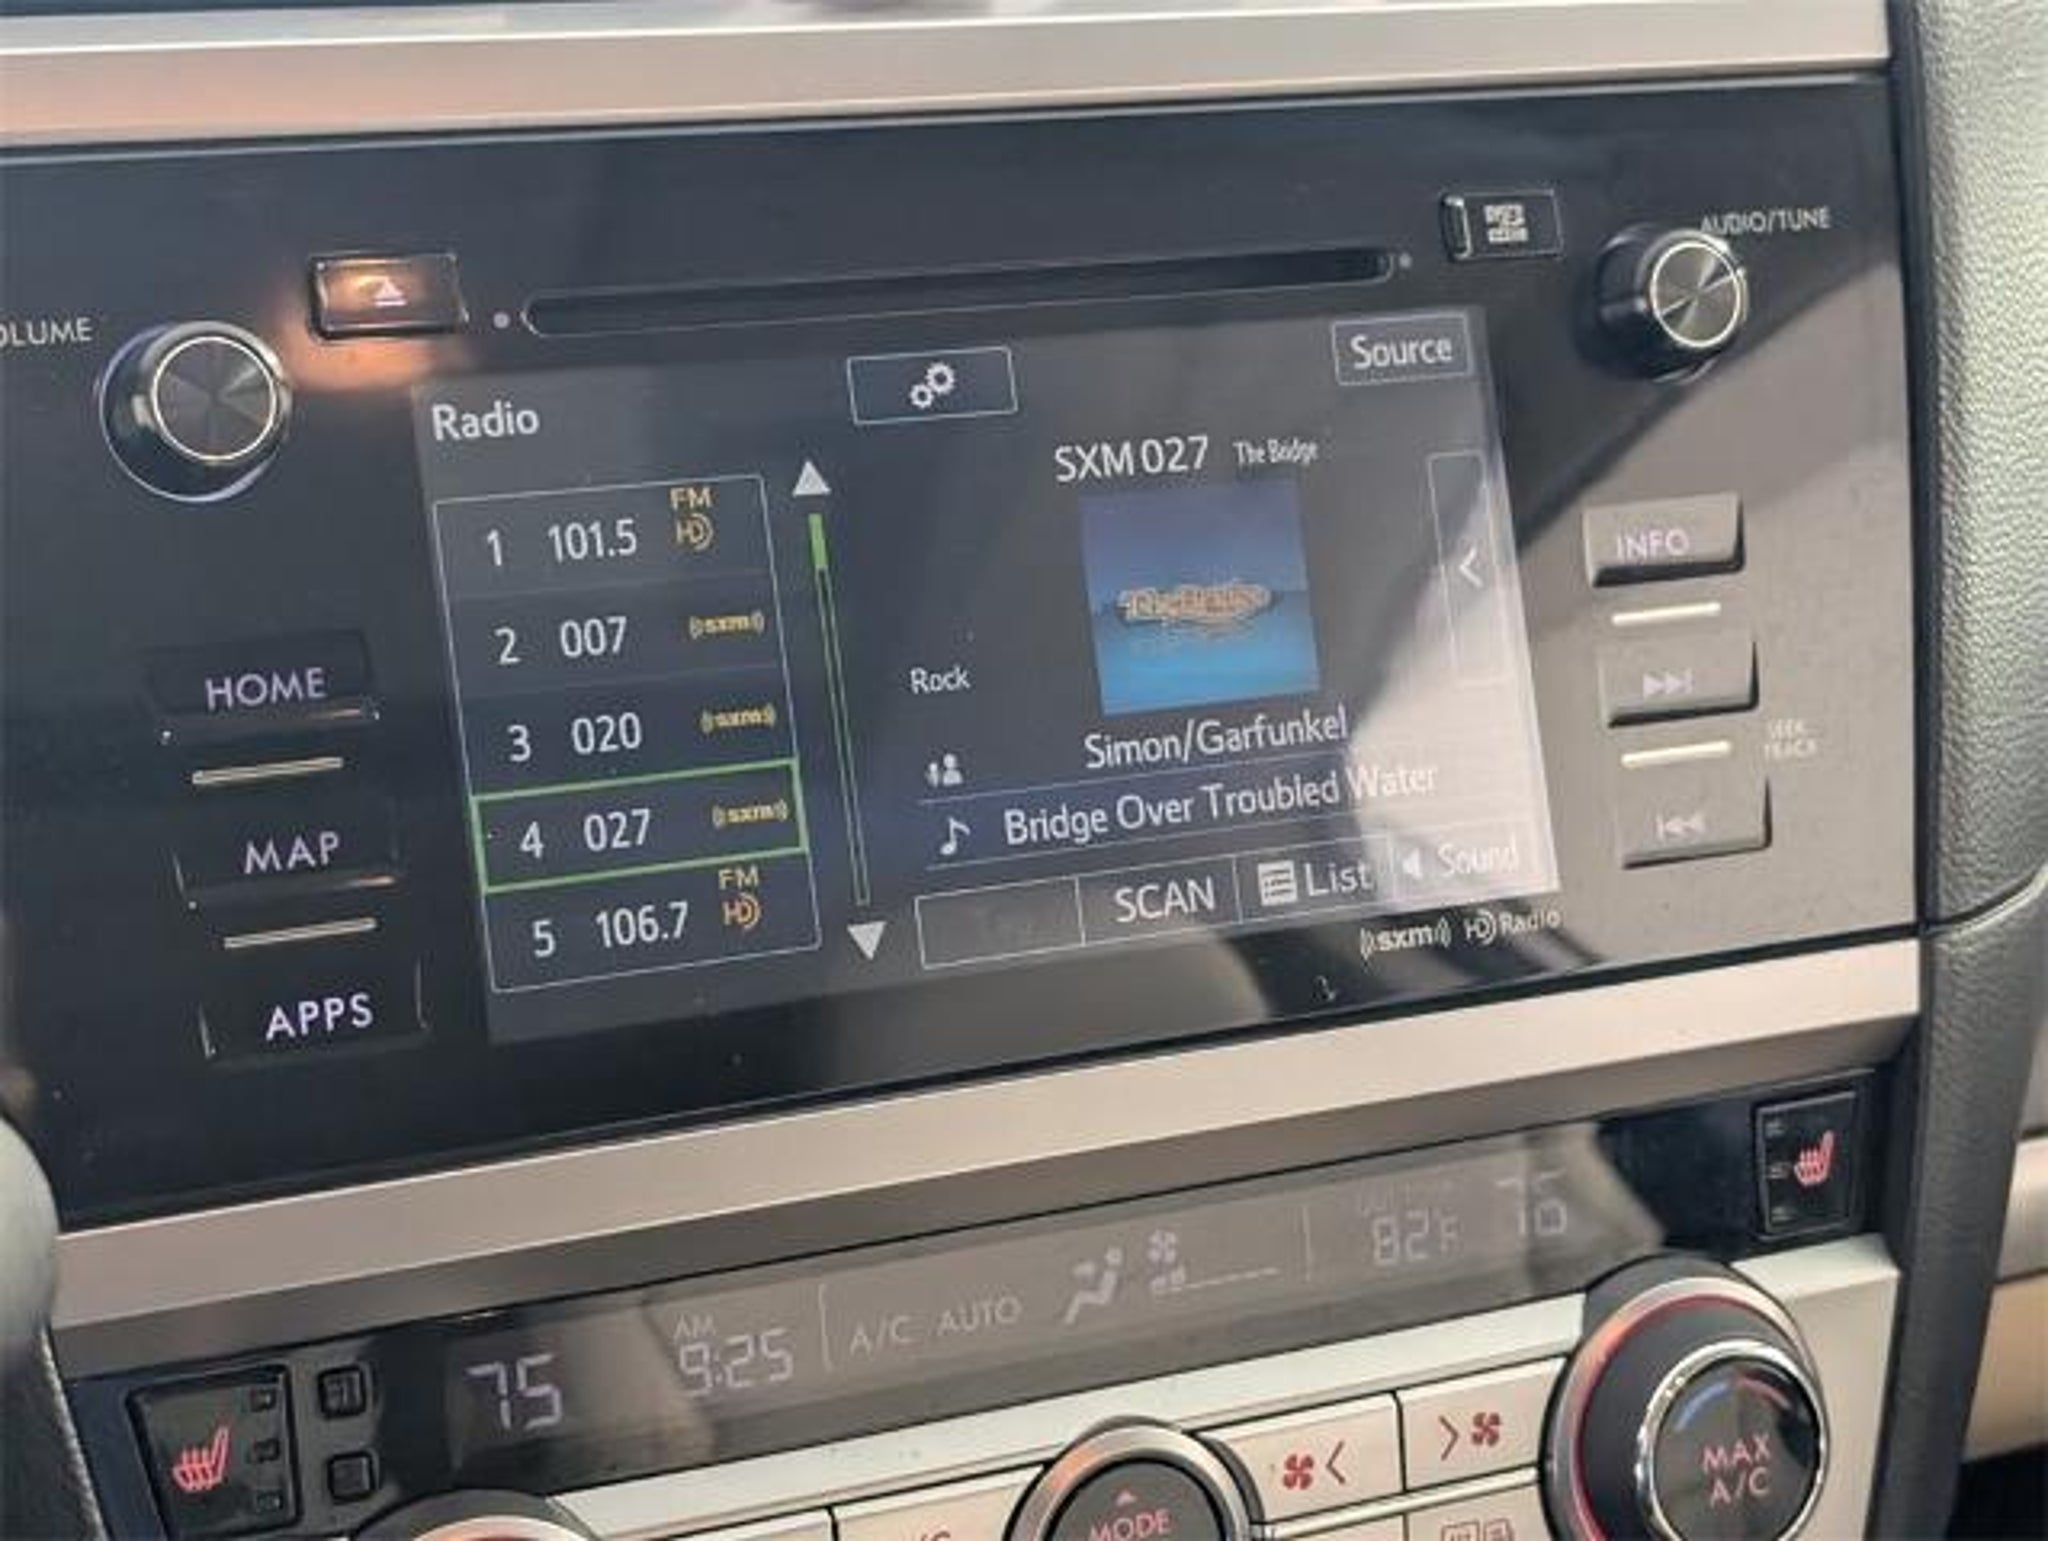 AUDIO/TUNE
OLUME
Source
Radio
SXM 027 The Bridge
1 101.5 FM HD
2 007 ((sxm))
3 020 ((sxm))
4 027 ((sxm))
5 106.7 FM HD
Rock
Simon/Garfunkel
Bridge Over Troubled Water
SCAN
List
Sound
((sxm)) HD Radio
INFO
SEEK
TRACK
HOME
MAP
APPS
75
AM
9:25
A/C AUTO
82°F
76
MODE
MAX
A/C